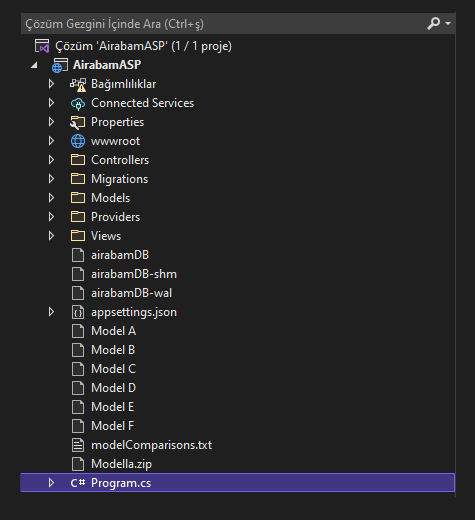 Çözüm Gezgini İçinde Ara (Ctrl+ş)
Çözüm 'AirabamASP' (1 / 1 proje)
AirabamASP
Bağımlılıklar
Connected Services
Properties
wwwroot
Controllers
Migrations
Models
Providers
Views
airabamDB
airabamDB-shm
airabamDB-wal
appsettings.json
Model A
Model B
Model C
Model D
Model E
Model F
modelComparisons.txt
Modella.zip
C# Program.cs